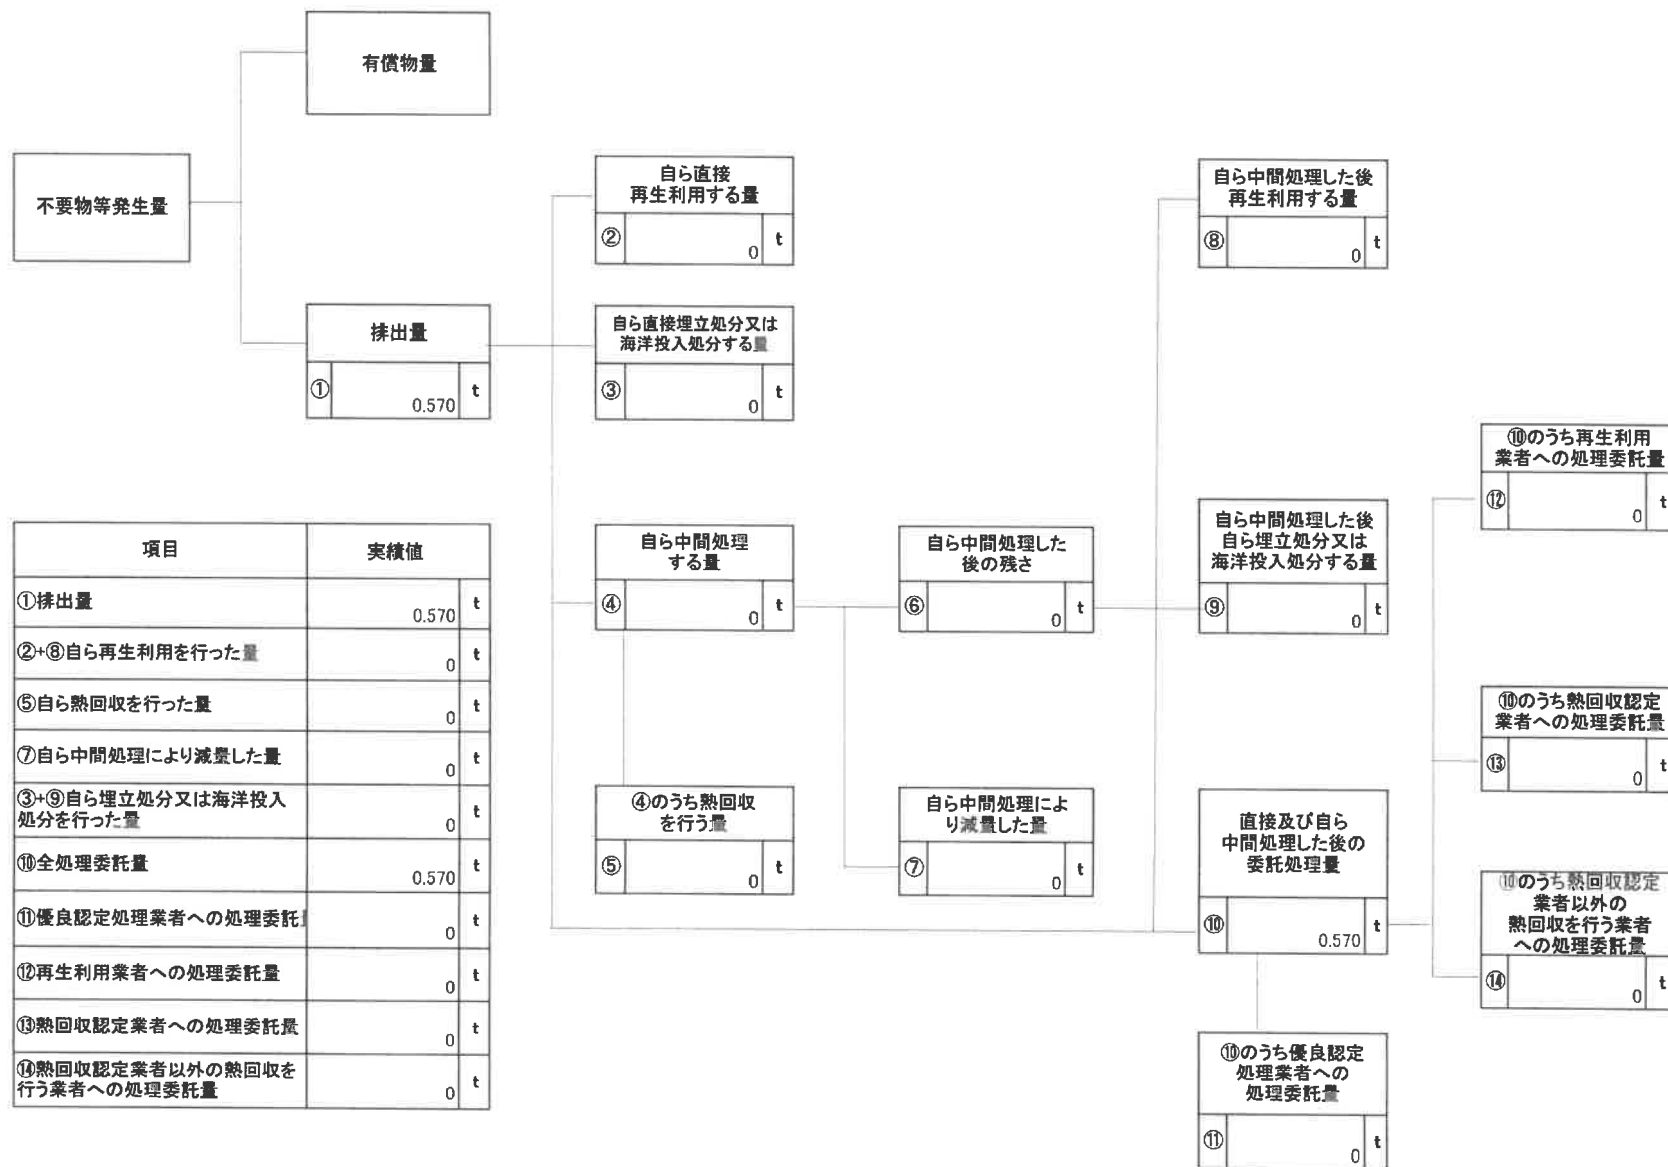 有償物量
不要物等発生量
排出量
① 0.570 t
自ら直接
再生利用する量
② 0 t
自ら直接埋立処分又は
海洋投入処分する量
③ 0 t
自ら中間処理
する量
④ 0 t
④のうち熱回収
を行う量
⑤ 0 t
自ら中間処理した
後の残さ
⑥ 0 t
自ら中間処理によ
り減量した量
⑦ 0 t
自ら中間処理した後
再生利用する量
⑧ 0 t
自ら中間処理した後
自ら埋立処分又は
海洋投入処分する量
⑨ 0 t
直接及び自ら
中間処理した後の
委託処理量
⑩ 0.570 t
⑩のうち優良認定
処理業者への
処理委託量
⑪ 0 t
⑩のうち再生利用
業者への処理委託量
⑫ 0 t
⑩のうち熱回収認定
業者への処理委託量
⑬ 0 t
⑩のうち熱回収認定
業者以外の
熱回収を行う業者
への処理委託量
⑭ 0 t
項目 実績値
①排出量 0.570 t
②+⑧自ら再生利用を行った量 0 t
⑤自ら熱回収を行った量 0 t
⑦自ら中間処理により減量した量 0 t
③+⑨自ら埋立処分又は海洋投入
処分を行った量 0 t
⑩全処理委託量 0.570 t
⑪優良認定処理業者への処理委託 0 t
⑫再生利用業者への処理委託量 0 t
⑬熱回収認定業者への処理委託量 0 t
⑭熱回収認定業者以外の熱回収を
行う業者への処理委託量 0 t